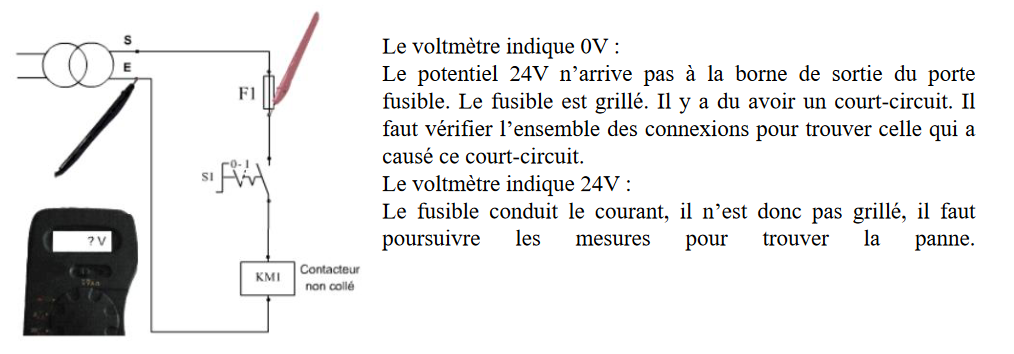 S
E
F1
0- 1
S1
? V
KM1
Contacteur
non collé
Le voltmètre indique 0V :
Le potentiel 24V n’arrive pas à la borne de sortie du porte
fusible. Le fusible est grillé. Il y a du avoir un court-circuit. Il
faut vérifier l’ensemble des connexions pour trouver celle qui a
causé ce court-circuit.
Le voltmètre indique 24V :
Le fusible conduit le courant, il n’est donc pas grillé, il faut
poursuivre les mesures pour trouver la panne.